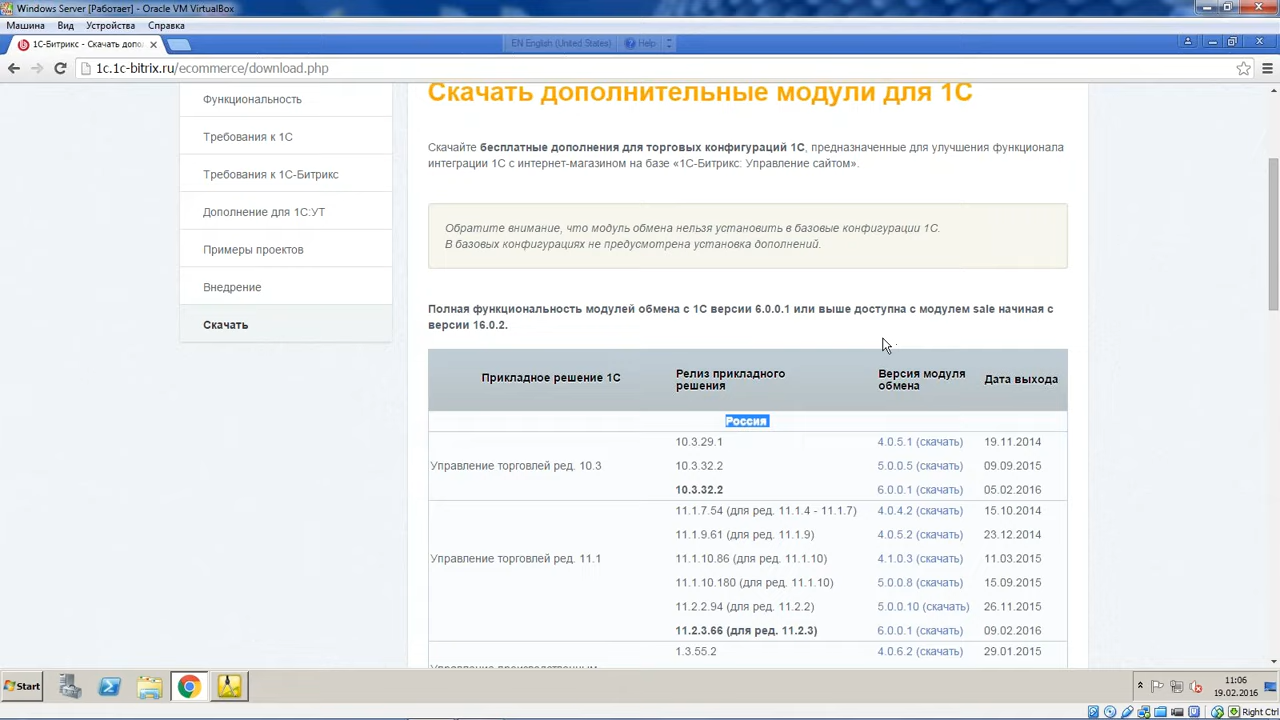 Windows Server [Работает] - Oracle VM VirtualBox
Машина Вид Устройства Справка
1С-Битрикс - Скачать допо
EN English (United States) Help
1c.1c-bitrix.ru/ecommerce/download.php
Функциональность
Требования к 1С
Требования к 1С-Битрикс
Дополнение для 1С:УТ
Примеры проектов
Внедрение
Скачать
Скачать дополнительные модули для 1С
Скачайте бесплатные дополнения для торговых конфигураций 1С, предназначенные для улучшения функционала
интеграции 1С с интернет-магазином на базе «1С-Битрикс: Управление сайтом».
Обратите внимание, что модуль обмена нельзя установить в базовые конфигурации 1С.
В базовых конфигурациях не предусмотрена установка дополнений.
Полная функциональность модулей обмена с 1С версии 6.0.0.1 или выше доступна с модулем sale начиная с
версии 16.0.2.
Прикладное решение 1С Релиз прикладного решения Версия модуля обмена Дата выхода
Россия
10.3.29.1 4.0.5.1 (скачать) 19.11.2014
Управление торговлей ред. 10.3 10.3.32.2 5.0.0.5 (скачать) 09.09.2015
10.3.32.2 6.0.0.1 (скачать) 05.02.2016
11.1.7.54 (для ред. 11.1.4 - 11.1.7) 4.0.4.2 (скачать) 15.10.2014
11.1.9.61 (для ред. 11.1.9) 4.0.5.2 (скачать) 23.12.2014
Управление торговлей ред. 11.1 11.1.10.86 (для ред. 11.1.10) 4.1.0.3 (скачать) 11.03.2015
11.1.10.180 (для ред. 11.1.10) 5.0.0.8 (скачать) 15.09.2015
11.2.2.94 (для ред. 11.2.2) 5.0.0.10 (скачать) 26.11.2015
11.2.3.66 (для ред. 11.2.3) 6.0.0.1 (скачать) 09.02.2016
1.3.55.2 4.0.6.2 (скачать) 29.01.2015
Управление производственным
Start
11:06
19.02.2016
Right Ctrl